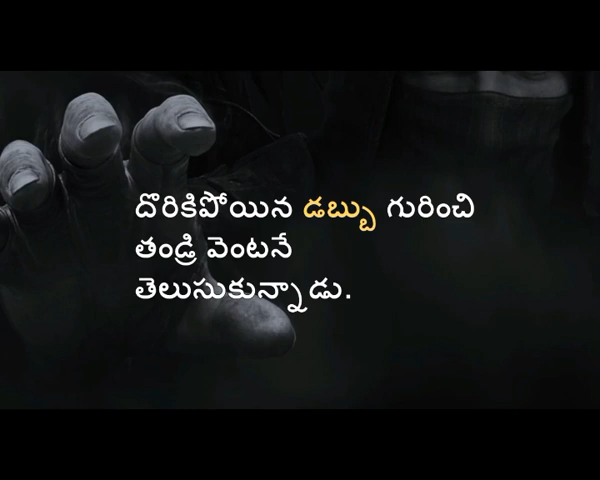 దొరికిపోయిన డబ్బు గురించి
తండ్రి వెంటనే
తెలుసుకున్నాడు.